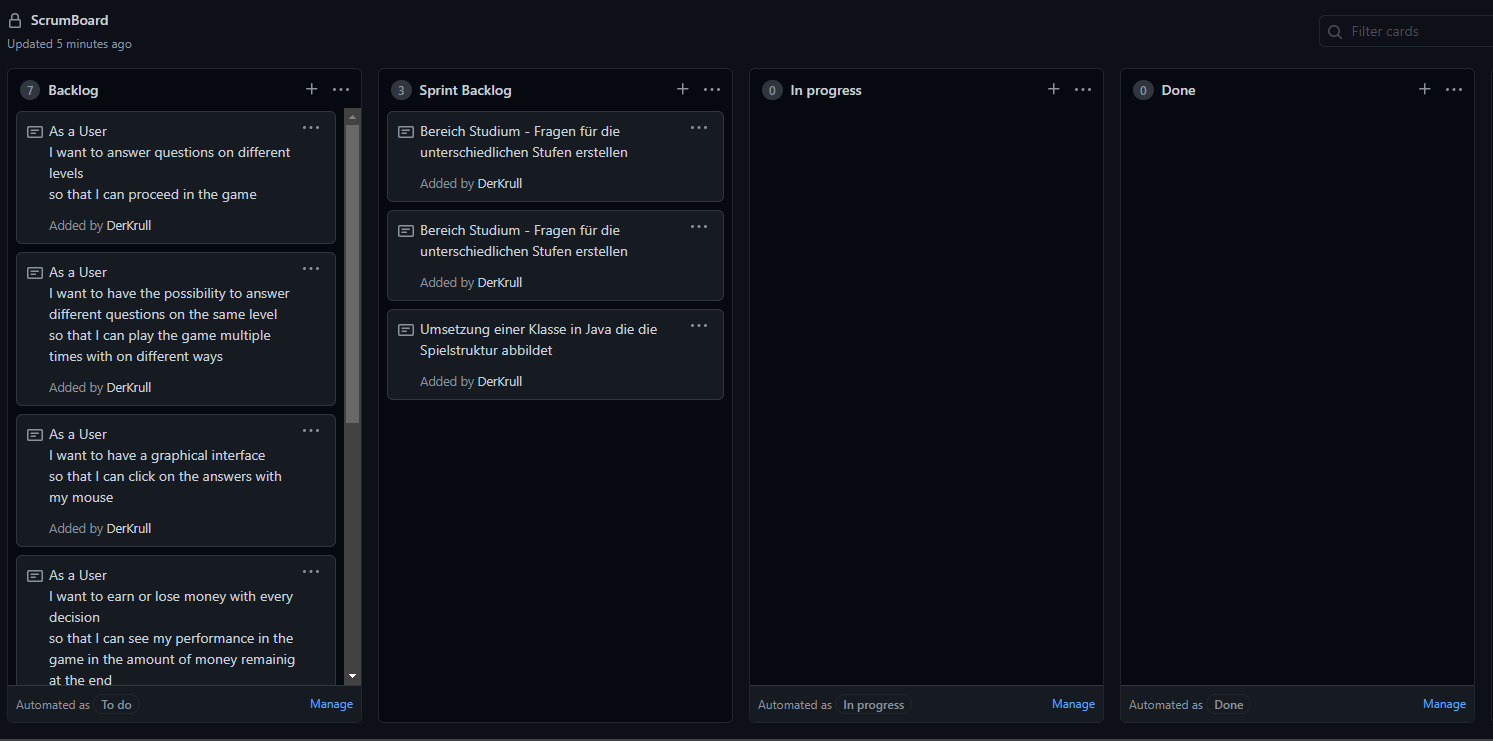 ScrumBoard
Updated 5 minutes ago
Filter cards
7 Backlog
As a User
I want to answer questions on different
levels
so that I can proceed in the game
Added by DerKrull
As a User
I want to have the possibility to answer
different questions on the same level
so that I can play the game multiple
times with on different ways
Added by DerKrull
As a User
I want to have a graphical interface
so that I can click on the answers with
my mouse
Added by DerKrull
As a User
I want to earn or lose money with every
decision
so that I can see my performance in the
game in the amount of money remainig
at the end
Automated as To do
Manage
3 Sprint Backlog
Bereich Studium - Fragen für die
unterschiedlichen Stufen erstellen
Added by DerKrull
Bereich Studium - Fragen für die
unterschiedlichen Stufen erstellen
Added by DerKrull
Umsetzung einer Klasse in Java die die
Spielstruktur abbildet
Added by DerKrull
0 In progress
Automated as In progress
Manage
0 Done
Automated as Done
Manage